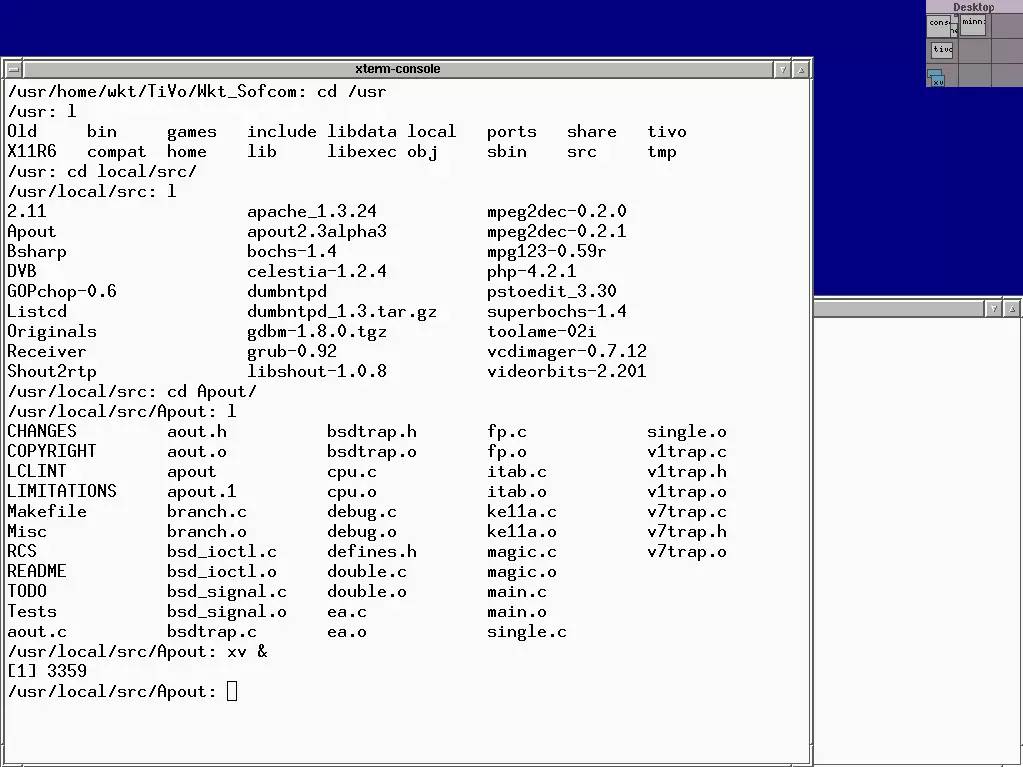 Desktop
cons
minn:
tivo
xv
xterm-console
/usr/home/wkt/TiVo/Wkt_Sofcom: cd /usr
/usr: l
Old bin games include libdata local ports share tivo
X11R6 compat home lib libexec obj sbin src tmp
/usr: cd local/src/
/usr/local/src: l
2.11 apache_1.3.24 mpeg2dec-0.2.0
Apout apout2.3alpha3 mpeg2dec-0.2.1
Bsharp bochs-1.4 mpg123-0.59r
DVB celestia-1.2.4 php-4.2.1
GOPchop-0.6 dumbntpd pstoedit_3.30
Listcd dumbntpd_1.3.tar.gz superbochs-1.4
Originals gdbm-1.8.0.tgz toolame-02i
Receiver grub-0.92 vcdimager-0.7.12
Shout2rtp libshout-1.0.8 videorbits-2.201
/usr/local/src: cd Apout/
/usr/local/src/Apout: l
CHANGES aout.h bsdtrap.h fp.c single.o
COPYRIGHT aout.o bsdtrap.o fp.o v1trap.c
LCLINT apout cpu.c itab.c v1trap.h
LIMITATIONS apout.1 cpu.o itab.o v1trap.o
Makefile branch.c debug.c ke11a.c v7trap.c
Misc branch.o debug.o ke11a.o v7trap.h
RCS bsd_ioctl.c defines.h magic.c v7trap.o
README bsd_ioctl.o double.c magic.o
TODO bsd_signal.c double.o main.c
Tests bsd_signal.o ea.c main.o
aout.c bsdtrap.c ea.o single.c
/usr/local/src/Apout: xv &
[1] 3359
/usr/local/src/Apout: